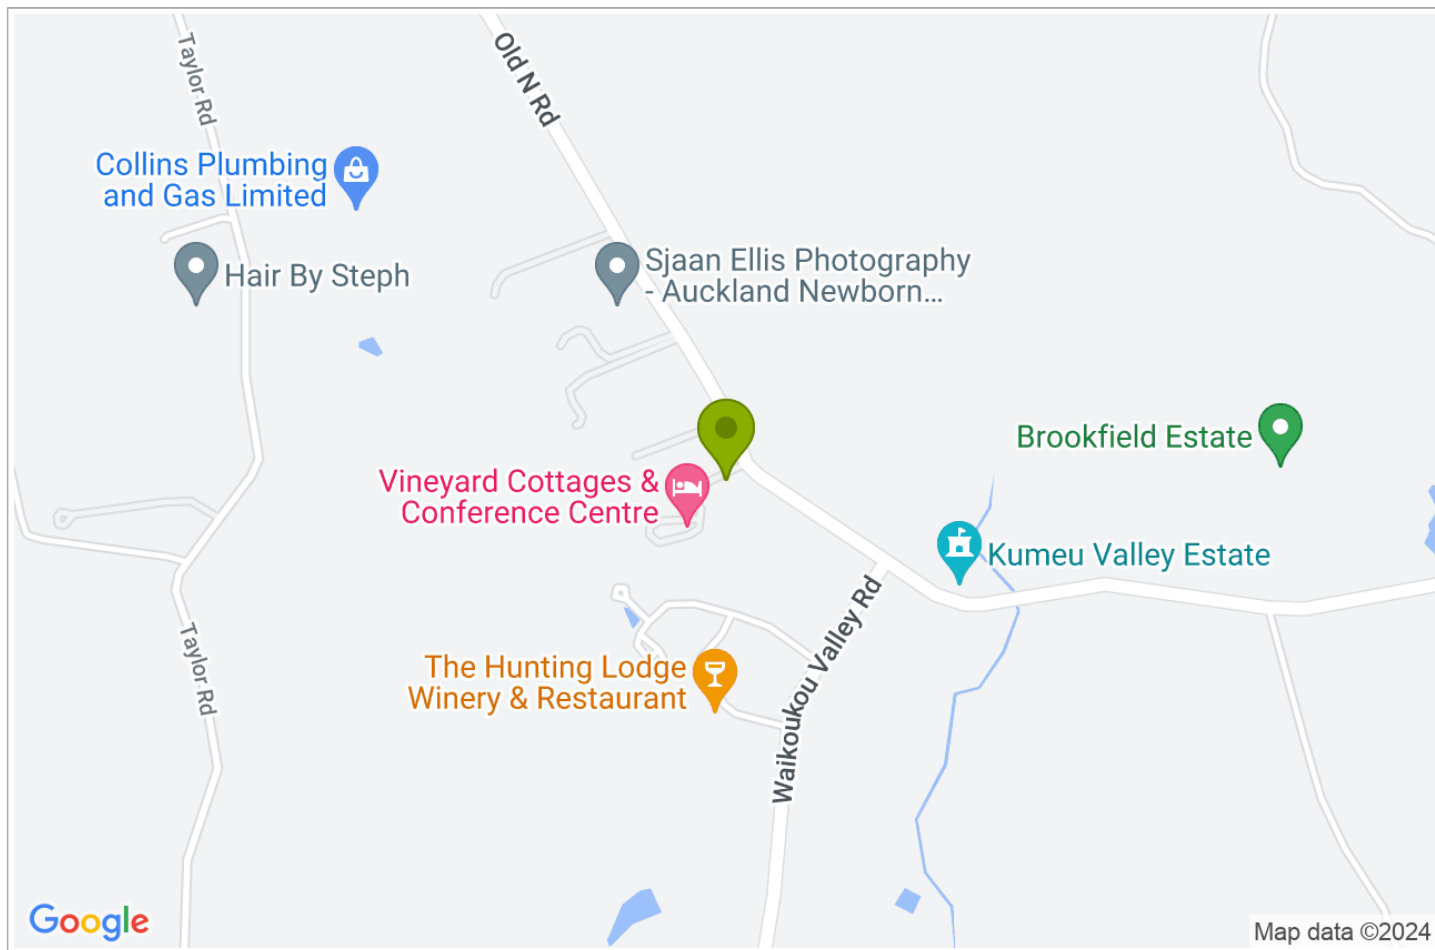 Taylor Rd
Old N Rd
Collins Plumbing
and Gas Limited
Hair By Steph
Sjaan Ellis Photography
- Auckland Newborn...
Brookfield Estate
Vineyard Cottages &
Conference Centre
Kumeu Valley Estate
Waikoukou Valley Rd
Taylor Rd
The Hunting Lodge
Winery & Restaurant
Google
Map data ©2024